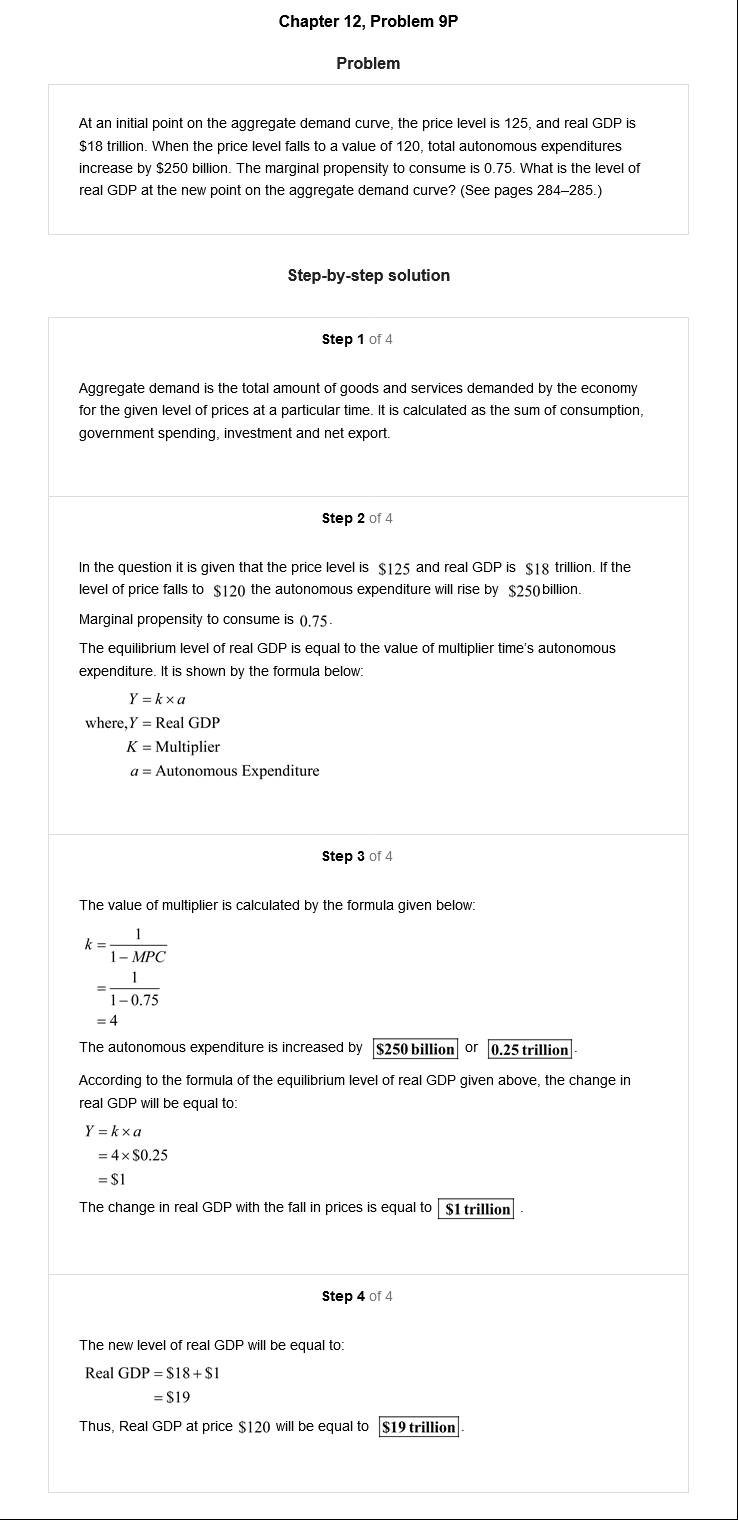 Chapter 12, Problem 9P
Problem
At an initial point on the aggregate demand curve, the price level is 125, and real GDP is
$18 trillion. When the price level falls to a value of 120, total autonomous expenditures
increase by $250 billion. The marginal propensity to consume is 0.75. What is the level of
real GDP at the new point on the aggregate demand curve? (See pages 284–285.)
Step-by-step solution
Step 1 of 4
Aggregate demand is the total amount of goods and services demanded by the economy
for the given level of prices at a particular time. It is calculated as the sum of consumption,
government spending, investment and net export.
Step 2 of 4
In the question it is given that the price level is $125 and real GDP is $18 trillion. If the
level of price falls to $120 the autonomous expenditure will rise by $250 billion.
Marginal propensity to consume is 0.75.
The equilibrium level of real GDP is equal to the value of multiplier time's autonomous
expenditure. It is shown by the formula below:
Y = k × a
where, Y = Real GDP
K = Multiplier
a = Autonomous Expenditure
Step 3 of 4
The value of multiplier is calculated by the formula given below:
k = 1
1 − MPC
= 1
1 − 0.75
= 4
The autonomous expenditure is increased by $250 billion or 0.25 trillion.
According to the formula of the equilibrium level of real GDP given above, the change in
real GDP will be equal to:
Y = k × a
= 4 × $0.25
= $1
The change in real GDP with the fall in prices is equal to $1 trillion.
Step 4 of 4
The new level of real GDP will be equal to:
Real GDP = $18 + $1
= $19
Thus, Real GDP at price $120 will be equal to $19 trillion.